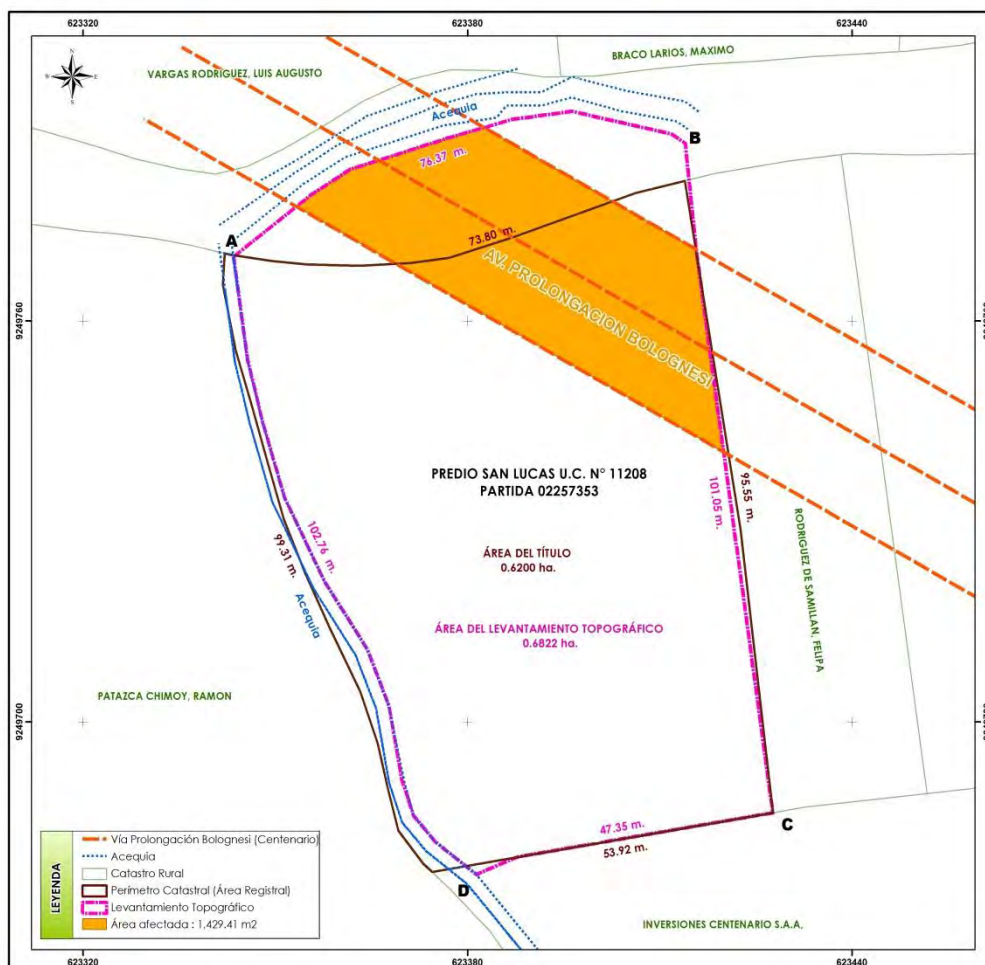 623320
623380
623440
BRACO LARIOS, MAXIMO
VARGAS RODRIGUEZ, LUIS AUGUSTO
N
Acequia
B
76.37 m.
A
73.80 m.
AV. PROLONGACION BOLOGNESI
9249760
PREDIO SAN LUCAS U.C. N° 11208
PARTIDA 02257353
95.55 m.
101.05 m.
102.76 m.
99.31 m.
ÁREA DEL TÍTULO
0.6200 ha.
RODRIGUEZ DE SAMILLAN, FELIPA
Acequia
ÁREA DEL LEVANTAMIENTO TOPOGRÁFICO
0.6822 ha.
PATAZCA CHIMOY, RAMON
9249700
C
47.35 m.
53.92 m.
D
LEYENDA
Vía Prolongación Bolognesi (Centenario)
Acequia
Catastro Rural
Perímetro Catastral (Área Registral)
Levantamiento Topográfico
Área afectada : 1,429.41 m2
INVERSIONES CENTENARIO S.A.A,
623320
623380
623440